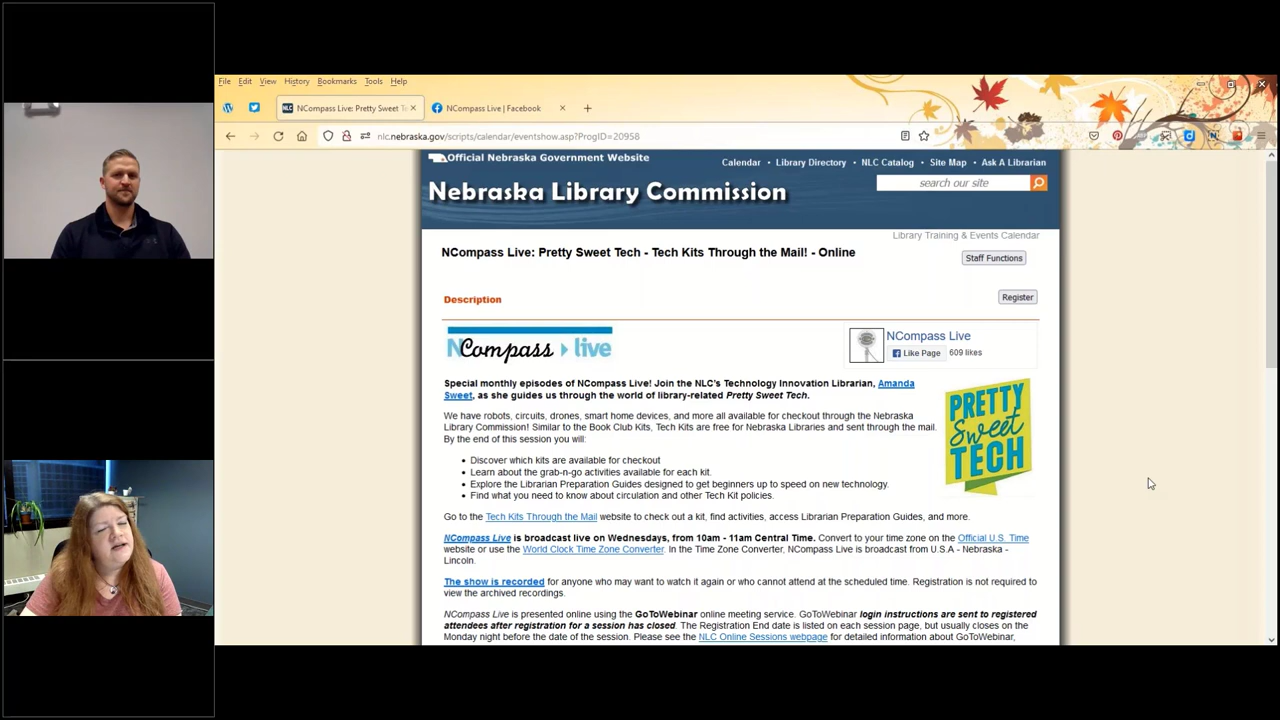 File Edit View History Bookmarks Tools Help
NLC NCompass Live: Pretty Sweet Te
NCompass Live | Facebook
nlc.nebraska.gov/scripts/calendar/eventshow.asp?ProgID=20958
Official Nebraska Government Website
Calendar • Library Directory • NLC Catalog • Site Map • Ask A Librarian
Nebraska Library Commission
search our site
Library Training & Events Calendar
NCompass Live: Pretty Sweet Tech - Tech Kits Through the Mail! - Online
Staff Functions
Description
Register
NCompass live
NCompass Live
Like Page 609 likes
Special monthly episodes of NCompass Live! Join the NLC's Technology Innovation Librarian, Amanda
Sweet, as she guides us through the world of library-related Pretty Sweet Tech.
PRETTY
Sweet
TECH
We have robots, circuits, drones, smart home devices, and more all available for checkout through the Nebraska
Library Commission! Similar to the Book Club Kits, Tech Kits are free for Nebraska Libraries and sent through the mail.
By the end of this session you will:
• Discover which kits are available for checkout
• Learn about the grab-n-go activities available for each kit.
• Explore the Librarian Preparation Guides designed to get beginners up to speed on new technology.
• Find what you need to know about circulation and other Tech Kit policies.
Go to the Tech Kits Through the Mail website to check out a kit, find activities, access Librarian Preparation Guides, and more.
NCompass Live is broadcast live on Wednesdays, from 10am - 11am Central Time. Convert to your time zone on the Official U.S. Time
website or use the World Clock Time Zone Converter. In the Time Zone Converter, NCompass Live is broadcast from U.S.A - Nebraska -
Lincoln.
The show is recorded for anyone who may want to watch it again or who cannot attend at the scheduled time. Registration is not required to
view the archived recordings.
NCompass Live is presented online using the GoToWebinar online meeting service. GoToWebinar login instructions are sent to registered
attendees after registration for a session has closed. The Registration End date is listed on each session page, but usually closes on the
Monday night before the date of the session. Please see the NLC Online Sessions webpage for detailed information about GoToWebinar,